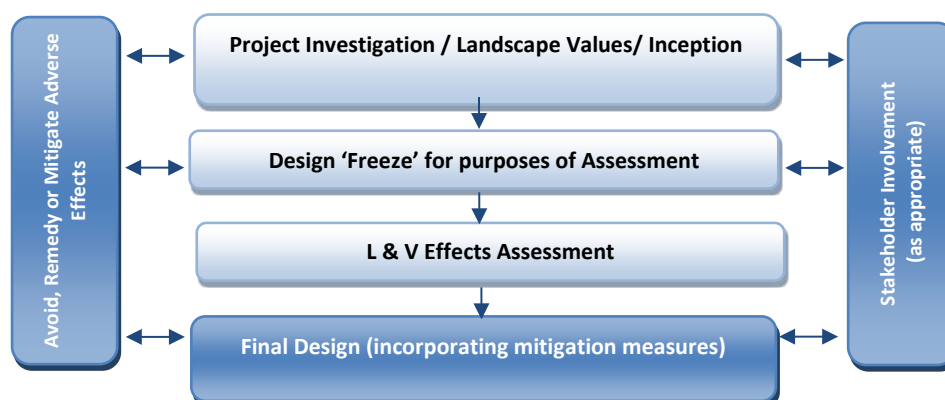 Avoid, Remedy or Mitigate Adverse
Effects
Project Investigation / Landscape Values/ Inception
Design ‘Freeze’ for purposes of Assessment
L & V Effects Assessment
Final Design (incorporating mitigation measures)
Stakeholder Involvement
(as appropriate)